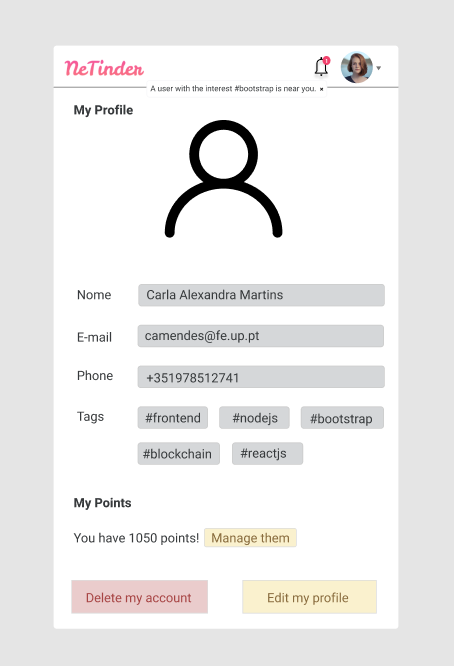 NeTinder
1
A user with the interest #bootstrap is near you. ×
My Profile
Nome Carla Alexandra Martins
E-mail camendes@fe.up.pt
Phone +351978512741
Tags #frontend #nodejs #bootstrap
#blockchain #reactjs
My Points
You have 1050 points! Manage them
Delete my account Edit my profile